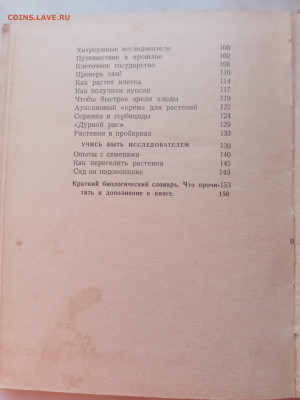 COINS.LAVE.RU
Хитроумные исследователи 100
Путешествие в прошлое 102
Клеточное государство 108
Проверь сам! 110
Как растет клетка 114
Как получили ауксин 117
Чтобы быстрее зрели плоды 119
Ауксиновый «крем» для растений 122
Сорняки и гербициды 124
«Дурной рис» 129
Растения в пробирках 133
УЧИСЬ БЫТЬ ИССЛЕДОВАТЕЛЕМ 139
Опыты с семенами 140
Как переселить растения 145
Сад на подоконнике 149
Краткий биологический словарь. Что прочи- 153
тать в дополнение к книге. 156